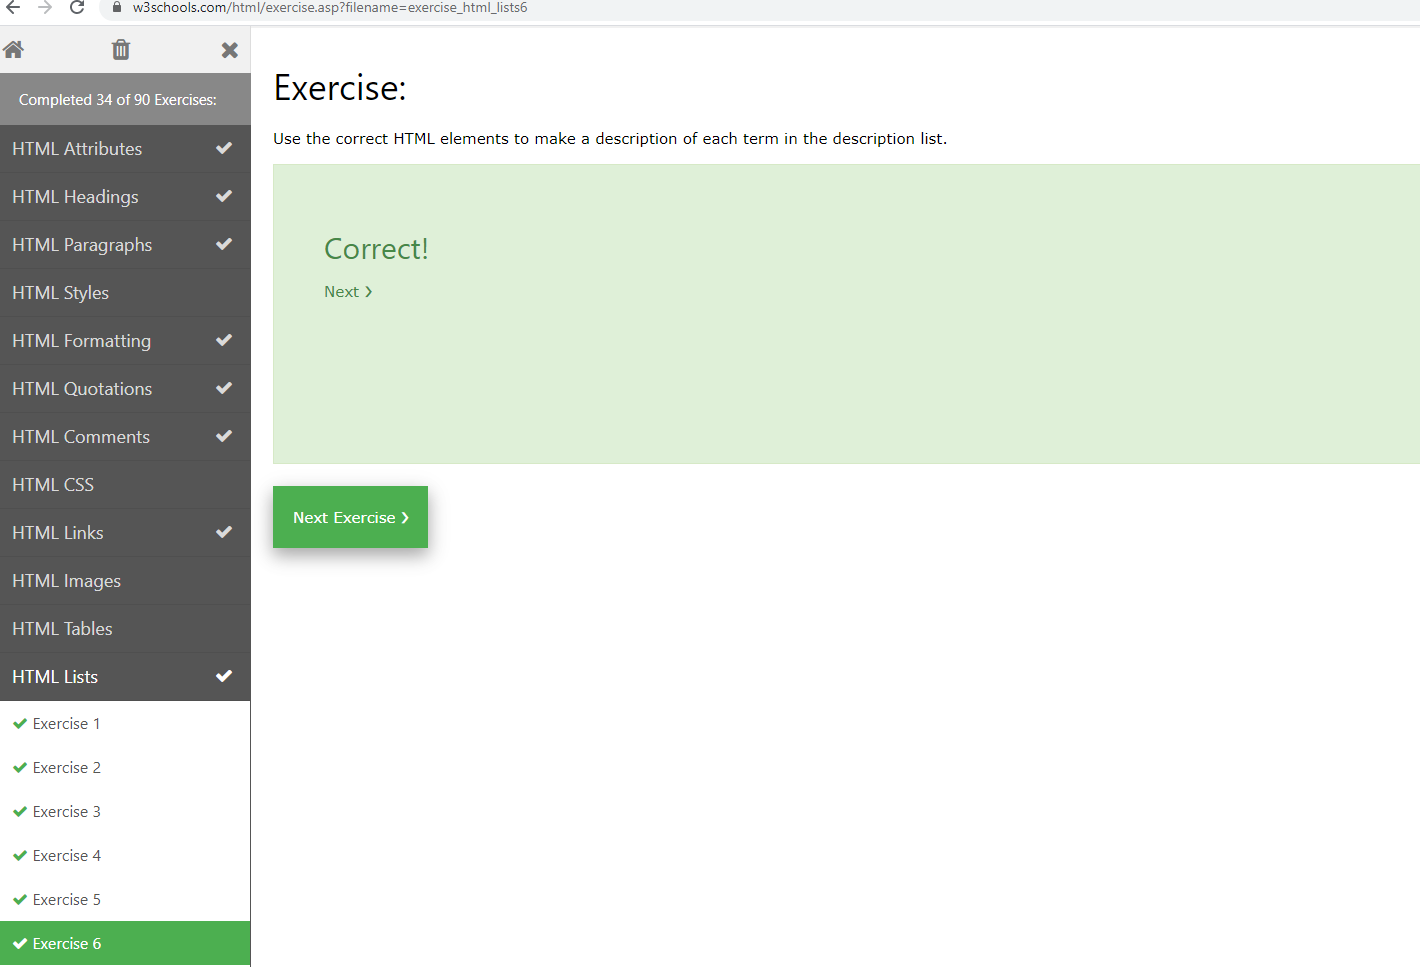 w3schools.com/html/exercise.asp?filename=exercise_html_lists6
Completed 34 of 90 Exercises:
HTML Attributes
HTML Headings
HTML Paragraphs
HTML Styles
HTML Formatting
HTML Quotations
HTML Comments
HTML CSS
HTML Links
HTML Images
HTML Tables
HTML Lists
Exercise 1
Exercise 2
Exercise 3
Exercise 4
Exercise 5
Exercise 6
Exercise:
Use the correct HTML elements to make a description of each term in the description list.
Correct!
Next ❯
Next Exercise ❯